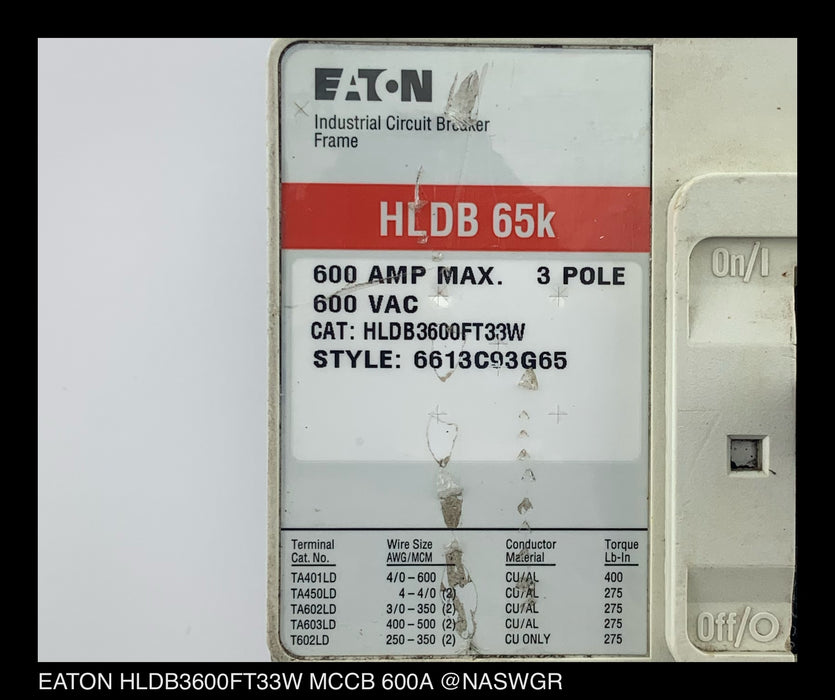 EATON
Industrial Circuit Breaker
Frame
HLDB 65k
600 AMP MAX. 3 POLE
600 VAC
CAT: HLDB3600FT33W
STYLE: 6613C93G65
On/I
Terminal Wire Size Conductor Torque
Cat. No. AWG/MCM Material Lb-In
TA401LD 4/0 – 600 CU/AL 400
TA450LD 4 – 4/0 (2) CU/AL 275
TA602LD 3/0 – 350 (2) CU/AL 275
TA603LD 400 – 500 (2) CU/AL 275
T602LD 250 – 350 (2) CU ONLY 275
Off/O
EATON HLDB3600FT33W MCCB 600A @NASWGR